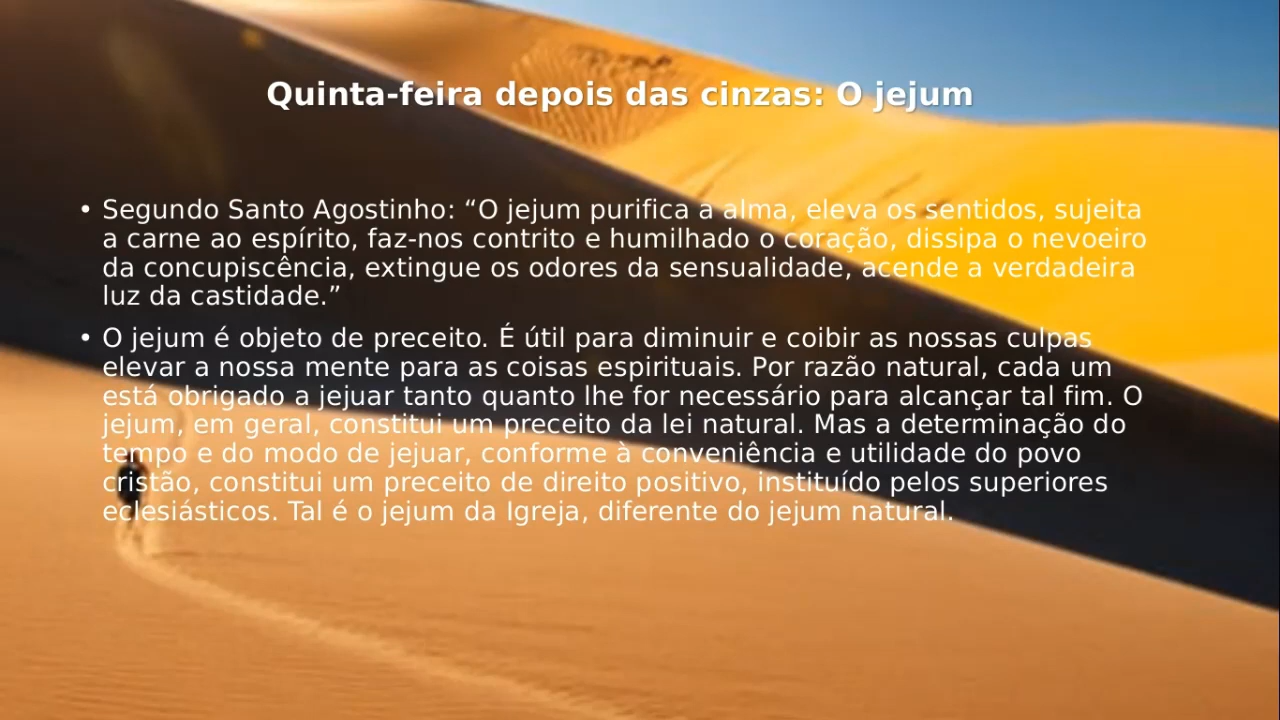 Quinta-feira depois das cinzas: O jejum
• Segundo Santo Agostinho: “O jejum purifica a alma, eleva os sentidos, sujeita
a carne ao espírito, faz-nos contrito e humilhado o coração, dissipa o nevoeiro
da concupiscência, extingue os odores da sensualidade, acende a verdadeira
luz da castidade.”
• O jejum é objeto de preceito. É útil para diminuir e coibir as nossas culpas
elevar a nossa mente para as coisas espirituais. Por razão natural, cada um
está obrigado a jejuar tanto quanto lhe for necessário para alcançar tal fim. O
jejum, em geral, constitui um preceito da lei natural. Mas a determinação do
tempo e do modo de jejuar, conforme à conveniência e utilidade do povo
cristão, constitui um preceito de direito positivo, instituído pelos superiores
eclesiásticos. Tal é o jejum da Igreja, diferente do jejum natural.